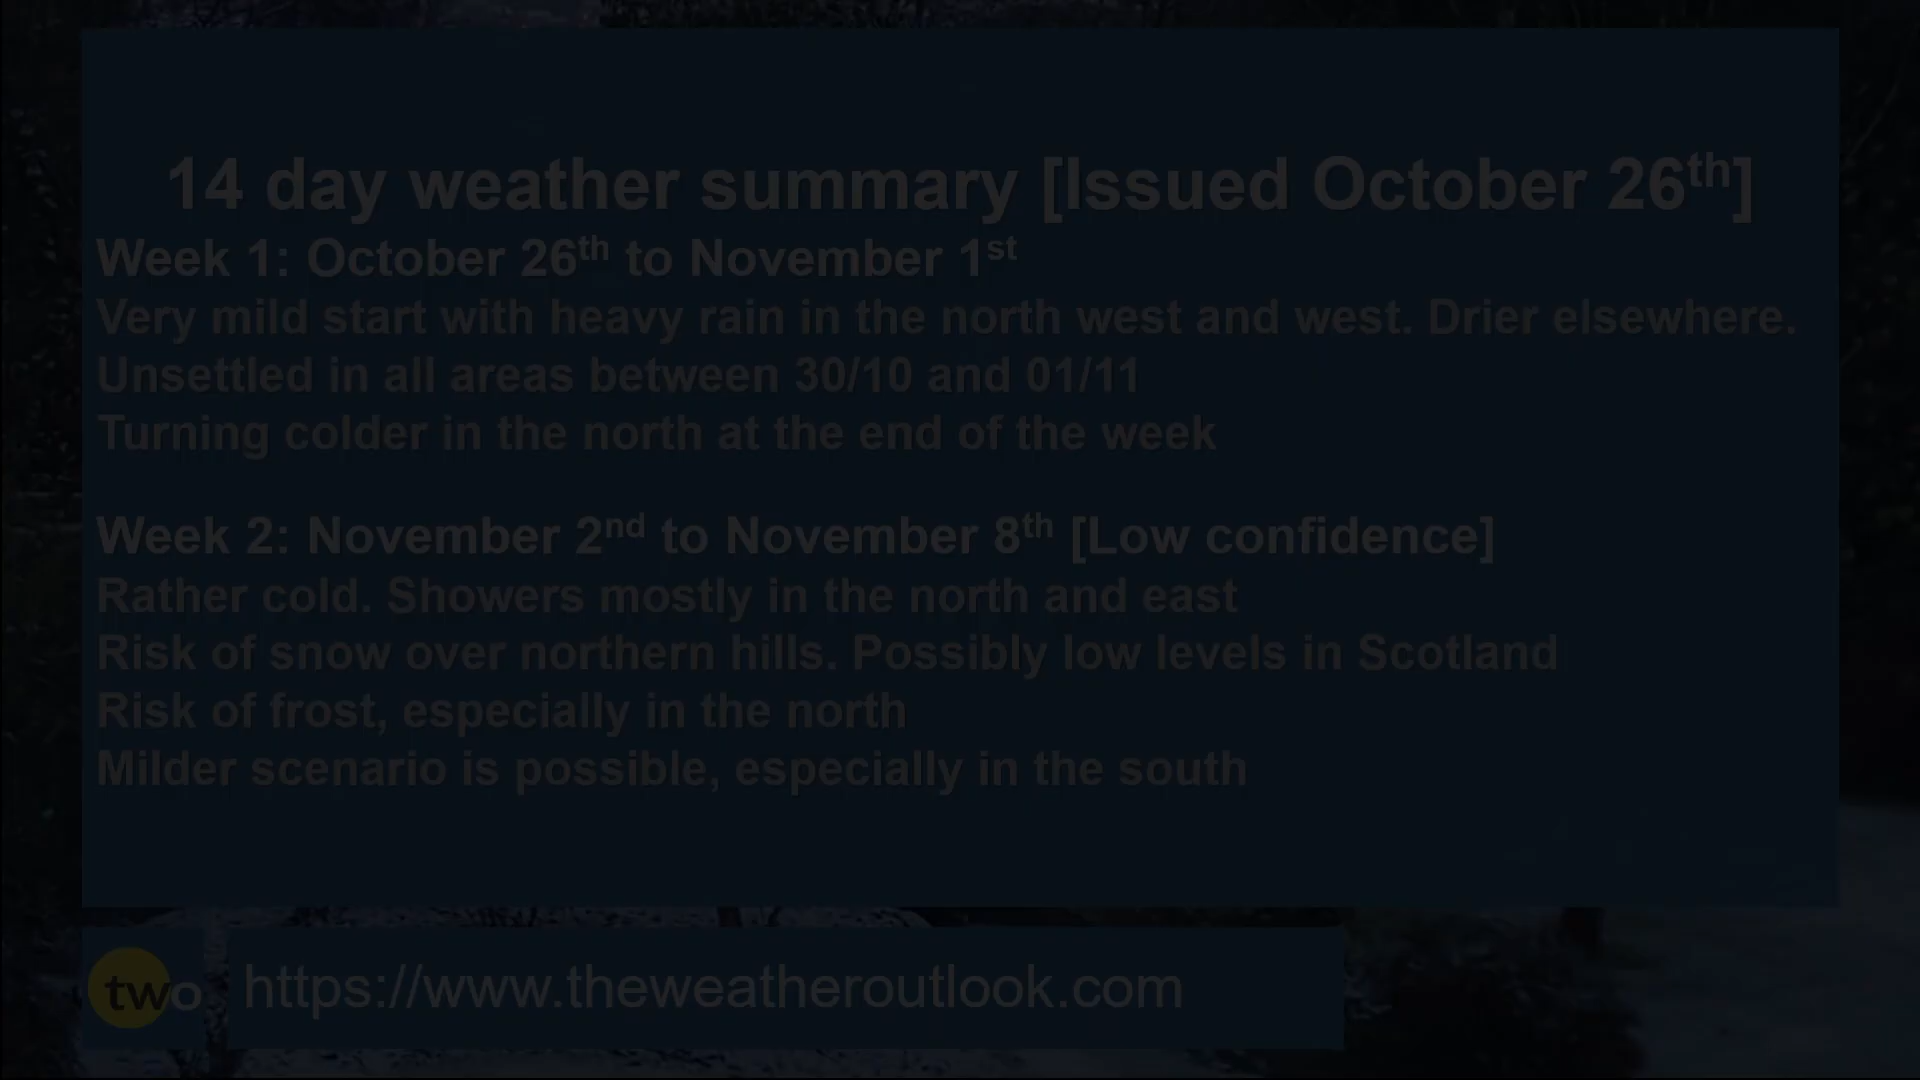 14 day weather summary [Issued October 26th]
Week 1: October 26th to November 1st
Very mild start with heavy rain in the north west and west. Drier elsewhere.
Unsettled in all areas between 30/10 and 01/11
Turning colder in the north at the end of the week
Week 2: November 2nd to November 8th [Low confidence]
Rather cold. Showers mostly in the north and east
Risk of snow over northern hills. Possibly low levels in Scotland
Risk of frost, especially in the north
Milder scenario is possible, especially in the south
two https://www.theweatheroutlook.com